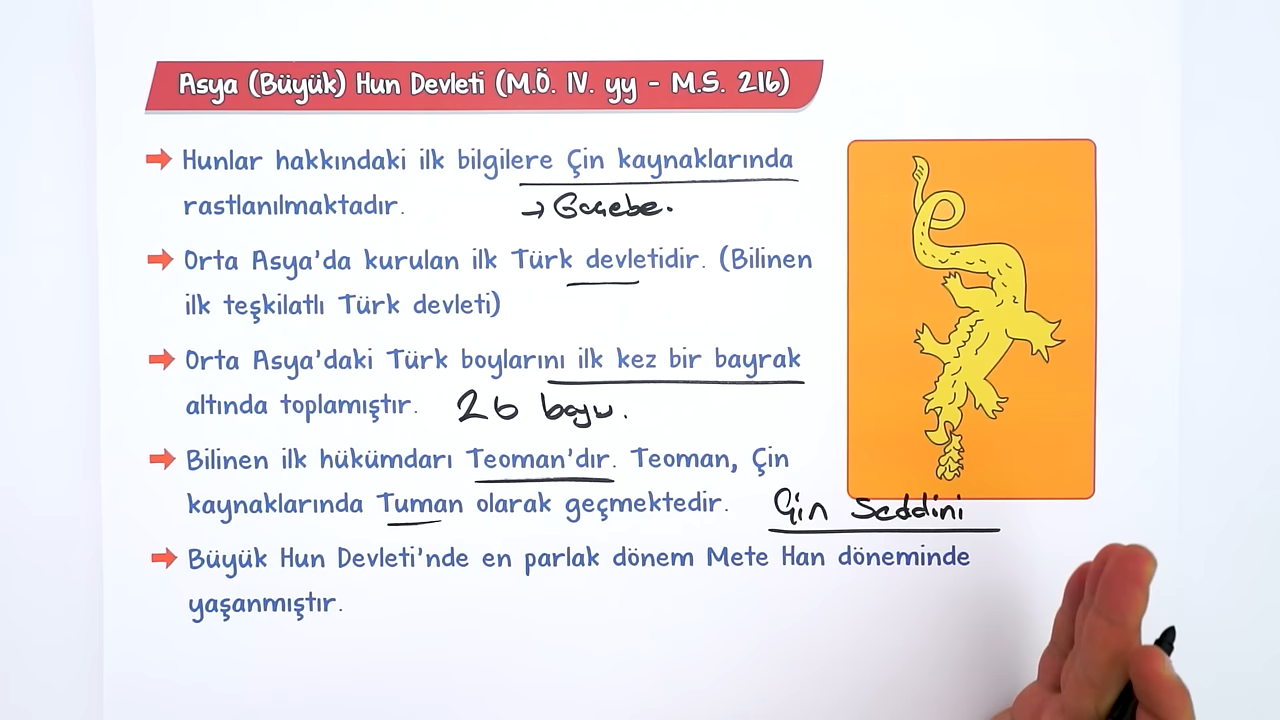 Asya (Büyük) Hun Devleti (M.Ö. IV. yy - M.S. 216)
➡ Hunlar hakkındaki ilk bilgilere Çin kaynaklarında
rastlanılmaktadır. → Göçebe.
➡ Orta Asya'da kurulan ilk Türk devletidir. (Bilinen
ilk teşkilatlı Türk devleti)
➡ Orta Asya'daki Türk boylarını ilk kez bir bayrak
altında toplamıştır. 26 boyu.
➡ Bilinen ilk hükümdarı Teoman'dır. Teoman, Çin
kaynaklarında Tuman olarak geçmektedir. Çin Seddini
➡ Büyük Hun Devleti'nde en parlak dönem Mete Han döneminde
yaşanmıştır.